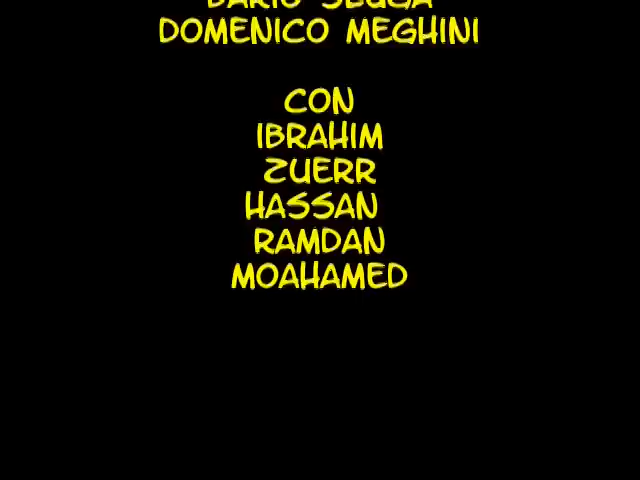 DOMENICO MEGHINI
CON
IBRAHIM
ZUERR
HASSAN
RAMDAN
MOAHAMED